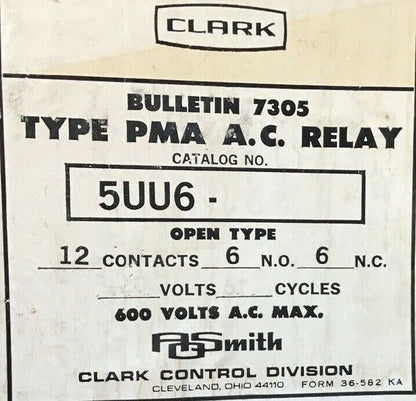 CLARK
BULLETIN 7305
TYPE PMA A.C. RELAY
CATALOG NO.
5UU6 -
OPEN TYPE
12 CONTACTS 6 N.O. 6 N.C.
VOLTS CYCLES
600 VOLTS A.C. MAX.
AOSmith
CLARK CONTROL DIVISION
CLEVELAND, OHIO 44110 FORM 36-582 KA